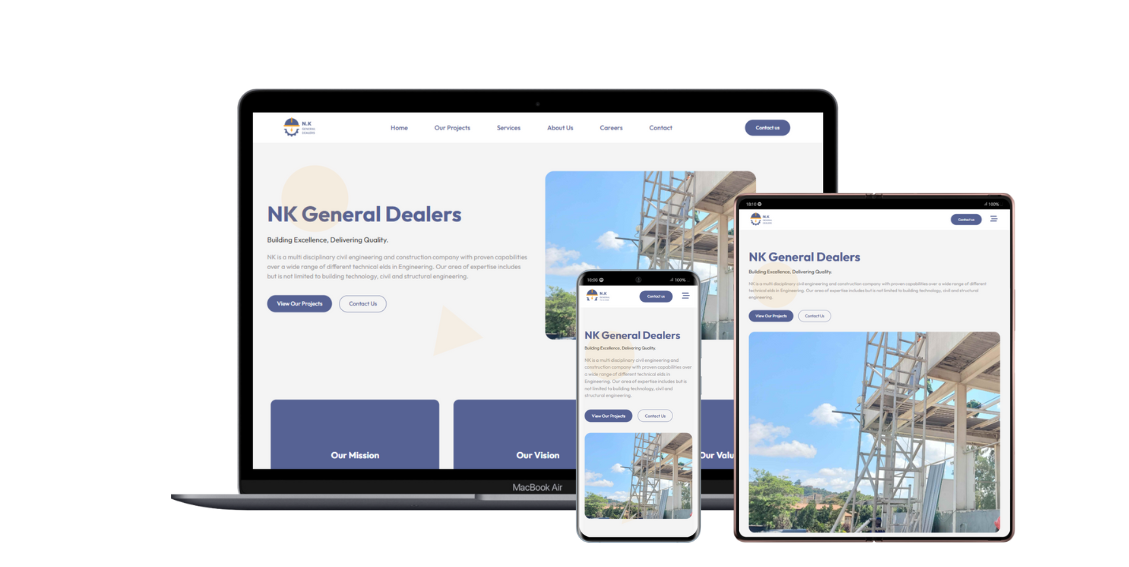 N.K
Home
Our Projects
Services
About Us
Careers
Contact
Contact us
NK General Dealers
Building Excellence, Delivering Quality.
NK is a multi disciplinary civil engineering and construction company with proven capabilities
over a wide range of different technical aids in Engineering. Our area of expertise includes
but is not limited to building technology, civil and structural engineering.
View Our Projects
Contact Us
Our Mission
Our Vision
Our Valu
MacBook Air
100%
N.K
Contact us
NK General Dealers
Building Excellence, Delivering Quality.
NK is a multi disciplinary civil engineering and
construction company with proven capabilities over
a wide range of different technical aids in
Engineering. Our area of expertise includes but is
not limited to building technology, civil and
structural engineering.
View Our Projects
Contact Us
100%
N.K
Contact us
NK General Dealers
Building Excellence, Delivering Quality.
NK is a multi disciplinary civil engineering and construction company with proven capabilities over a wide range of different
technical aids in Engineering. Our area of expertise includes but is not limited to building technology, civil and structural
engineering.
View Our Projects
Contact Us